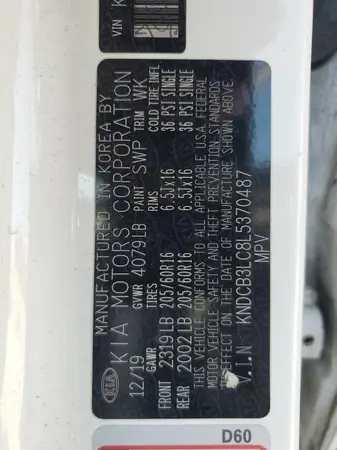 VIN K
MANUFACTURED IN KOREA BY
KIA MOTORS CORPORATION
KIA
12/19 GVWR 4079LB PAINT SWP TRIM WK
GAWR TIRES RIMS COLD TIRE INFL
FRONT 2319LB 205/60R16 6.5Jx16 36 PSI SINGLE
REAR 2002LB 205/60R16 6.5Jx16 36 PSI SINGLE
THIS VEHICLE CONFORMS TO ALL APPLICABLE U.S.A. FEDERAL
MOTOR VEHICLE SAFETY AND THEFT PREVENTION STANDARDS
IN EFFECT ON THE DATE OF MANUFACTURE SHOWN ABOVE.
V.I.N KNDCB3LC8L5370487
MPV
D60